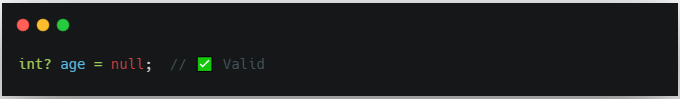 int? age = null;  // ✅ Valid